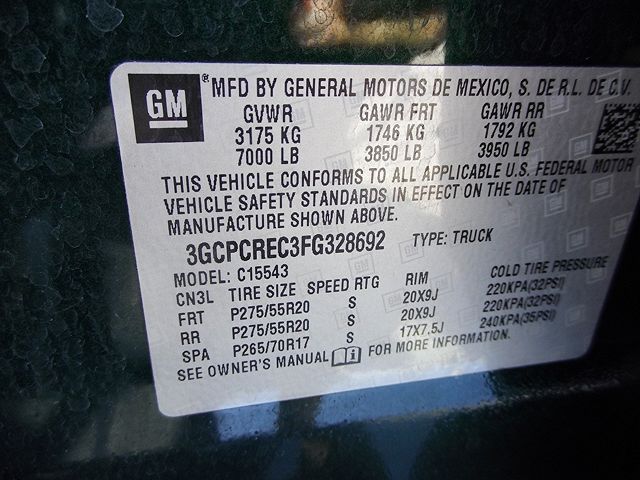 GM ® MFD BY GENERAL MOTORS DE MEXICO, S. DE R.L. DE C.V.
GVWR GAWR FRT GAWR RR
3175 KG 1746 KG 1792 KG
7000 LB 3850 LB 3950 LB
THIS VEHICLE CONFORMS TO ALL APPLICABLE U.S. FEDERAL MOTOR
VEHICLE SAFETY STANDARDS IN EFFECT ON THE DATE OF
MANUFACTURE SHOWN ABOVE.
3GCPCREC3FG328692 TYPE: TRUCK
MODEL: C15543
CN3L TIRE SIZE SPEED RTG RIM COLD TIRE PRESSURE
FRT P275/55R20 S 20X9J 220KPA(32PSI)
RR P275/55R20 S 20X9J 220KPA(32PSI)
SPA P265/70R17 S 17X7.5J 240KPA(35PSI)
SEE OWNER'S MANUAL FOR MORE INFORMATION.